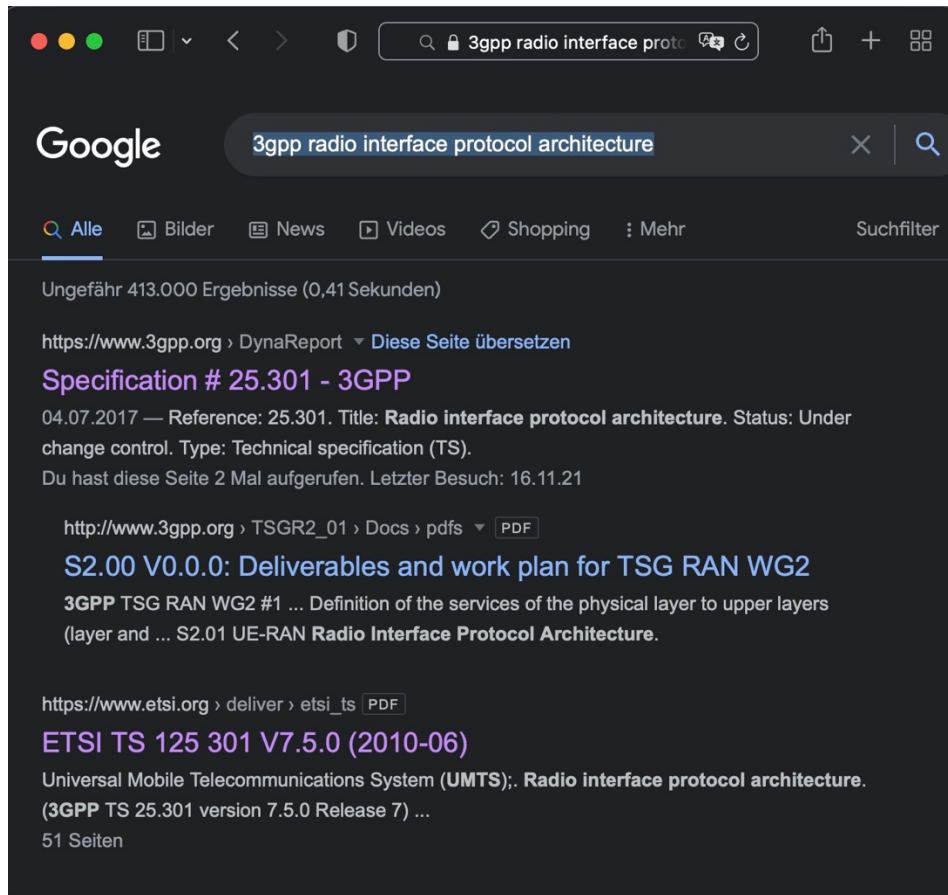 3gpp radio interface proto
Google
3gpp radio interface protocol architecture
Alle Bilder News Videos Shopping Mehr Suchfilter
Ungefähr 413.000 Ergebnisse (0,41 Sekunden)
https://www.3gpp.org › DynaReport Diese Seite übersetzen
Specification # 25.301 - 3GPP
04.07.2017 — Reference: 25.301. Title: Radio interface protocol architecture. Status: Under
change control. Type: Technical specification (TS).
Du hast diese Seite 2 Mal aufgerufen. Letzter Besuch: 16.11.21
http://www.3gpp.org › TSGR2_01 › Docs › pdfs PDF
S2.00 V0.0.0: Deliverables and work plan for TSG RAN WG2
3GPP TSG RAN WG2 #1 ... Definition of the services of the physical layer to upper layers
(layer and ... S2.01 UE-RAN Radio Interface Protocol Architecture.
https://www.etsi.org › deliver › etsi_ts PDF
ETSI TS 125 301 V7.5.0 (2010-06)
Universal Mobile Telecommunications System (UMTS);. Radio interface protocol architecture.
(3GPP TS 25.301 version 7.5.0 Release 7) ...
51 Seiten